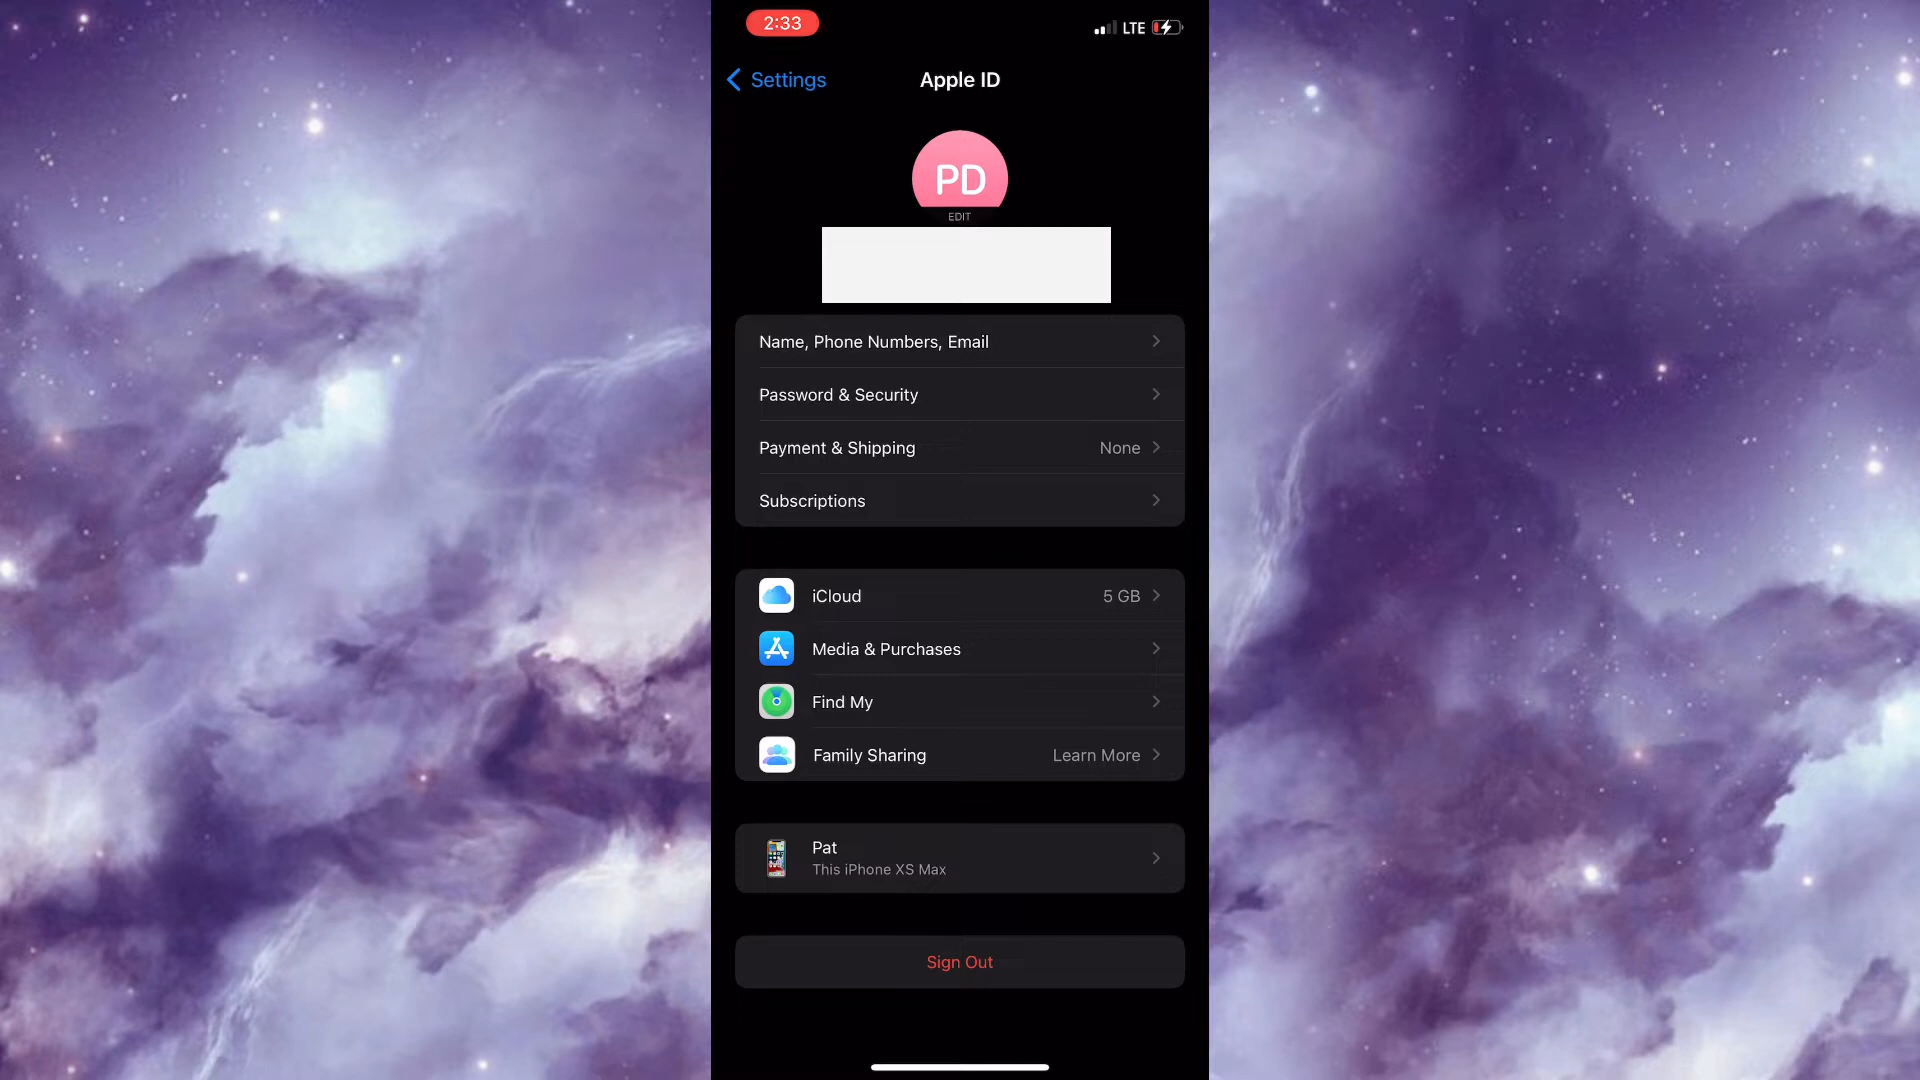 2:33
LTE
Settings
Apple ID
PD
EDIT
Name, Phone Numbers, Email
Password & Security
Payment & Shipping None
Subscriptions
iCloud 5 GB
Media & Purchases
Find My
Family Sharing Learn More
Pat
This iPhone XS Max
Sign Out